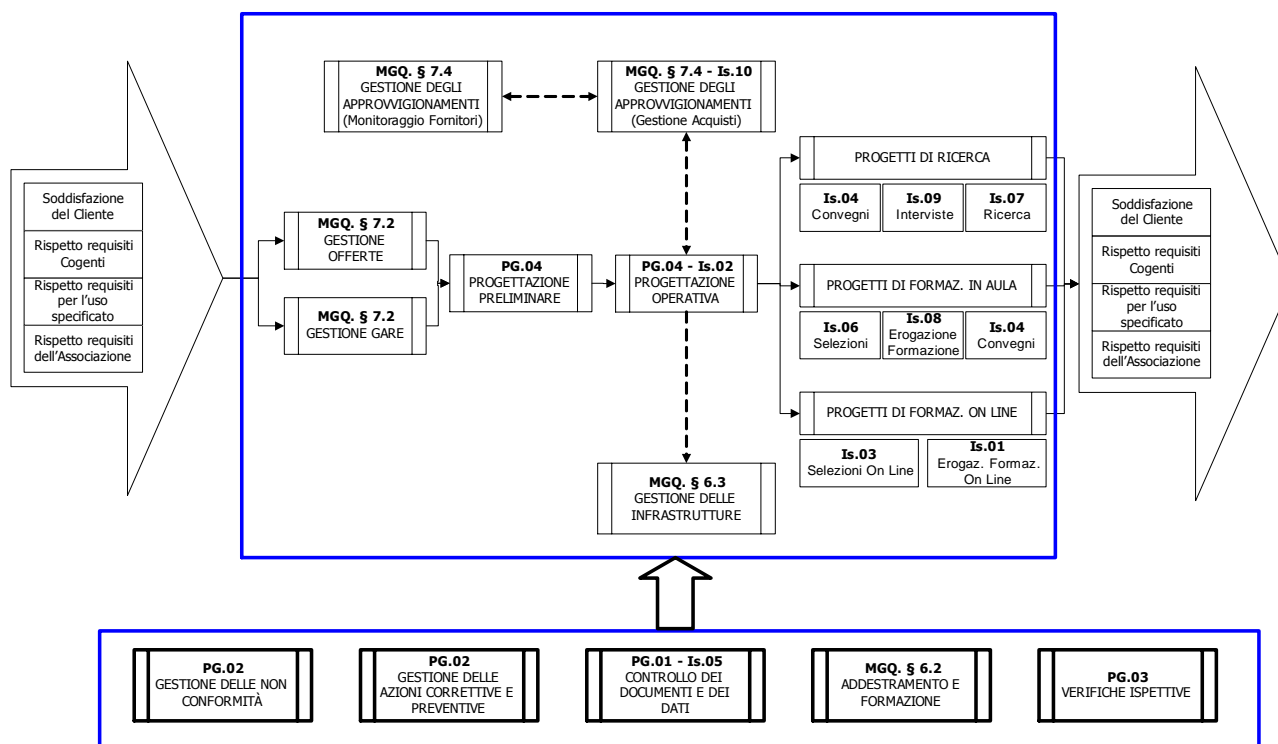 MGQ. § 7.4
GESTIONE DEGLI
APPROVVIGIONAMENTI
(Monitoraggio Fornitori)
MGQ. § 7.4 - Is.10
GESTIONE DEGLI
APPROVVIGIONAMENTI
(Gestione Acquisti)
Soddisfazione
del Cliente
Rispetto requisiti
Cogenti
Rispetto requisiti
per l'uso
specificato
Rispetto requisiti
dell'Associazione
MGQ. § 7.2
GESTIONE
OFFERTE
MGQ. § 7.2
GESTIONE GARE
PG.04
PROGETTAZIONE
PRELIMINARE
PG.04 - Is.02
PROGETTAZIONE
OPERATIVA
PROGETTI DI RICERCA
Is.04
Convegni
Is.09
Interviste
Is.07
Ricerca
PROGETTI DI FORMAZ. IN AULA
Is.06
Selezioni
Is.08
Erogazione
Formazione
Is.04
Convegni
PROGETTI DI FORMAZ. ON LINE
Is.03
Selezioni On Line
Is.01
Erogaz. Formaz.
On Line
MGQ. § 6.3
GESTIONE DELLE
INFRASTRUTTURE
Soddisfazione
del Cliente
Rispetto requisiti
Cogenti
Rispetto requisiti
per l'uso
specificato
Rispetto requisiti
dell'Associazione
PG.02
GESTIONE DELLE NON
CONFORMITÀ
PG.02
GESTIONE DELLE
AZIONI CORRETTIVE E
PREVENTIVE
PG.01 - Is.05
CONTROLLO DEI
DOCUMENTI E DEI
DATI
MGQ. § 6.2
ADDESTRAMENTO E
FORMAZIONE
PG.03
VERIFICHE ISPETTIVE